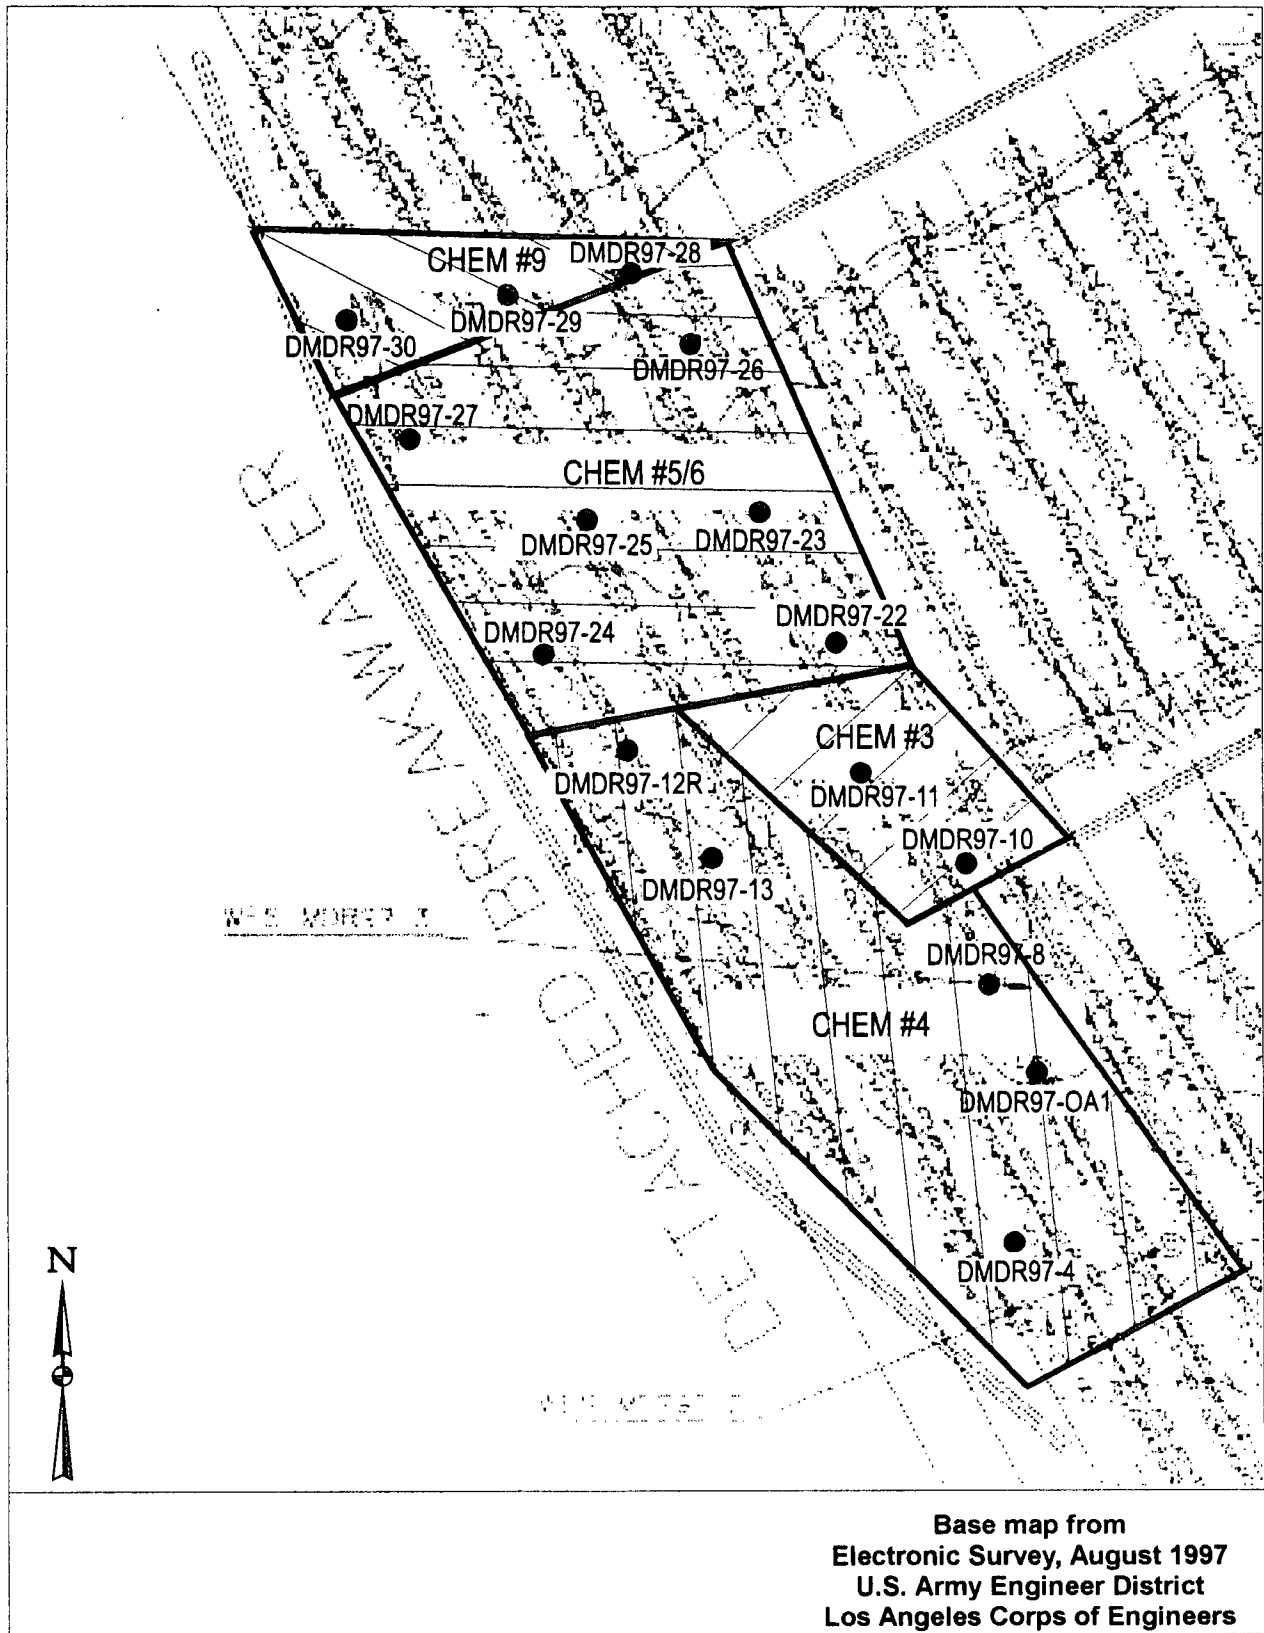 CHEM #9
DMDR97-28
DMDR97-29
DMDR97-30
DMDR97-26
DMDR97-27
CHEM #5/6
DMDR97-25
DMDR97-23
DMDR97-22
DMDR97-24
CHEM #3
DMDR97-12R
DMDR97-11
DMDR97-10
DMDR97-13
DMDR97-8
CHEM #4
DMDR97-OA1
DMDR97-4
DETACHED BREAKWATER
N
Base map from
Electronic Survey, August 1997
U.S. Army Engineer District
Los Angeles Corps of Engineers